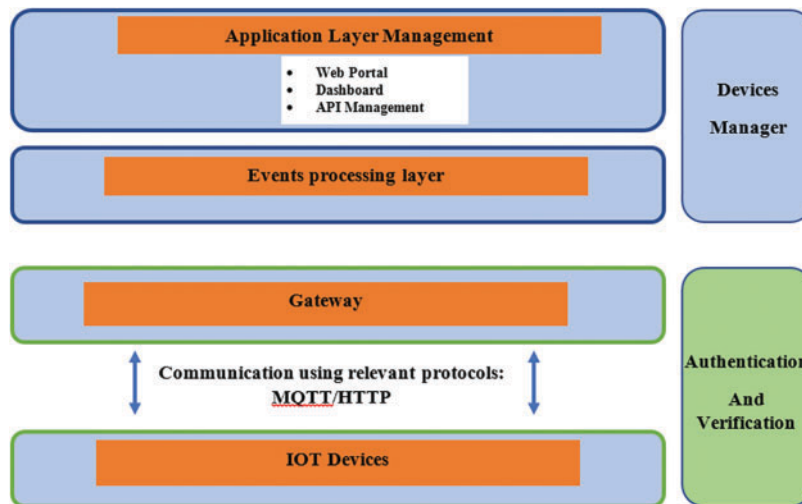 Application Layer Management
• Web Portal
• Dashboard
• API Management
Devices
Manager
Events processing layer
Gateway
Communication using relevant protocols:
MQTT/HTTP
IOT Devices
Authentication
And
Verification